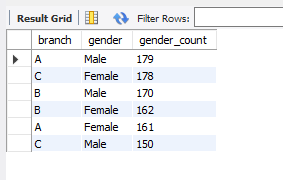 Result Grid Filter Rows:
branch gender gender_count
A Male 179
C Female 178
B Male 170
B Female 162
A Female 161
C Male 150